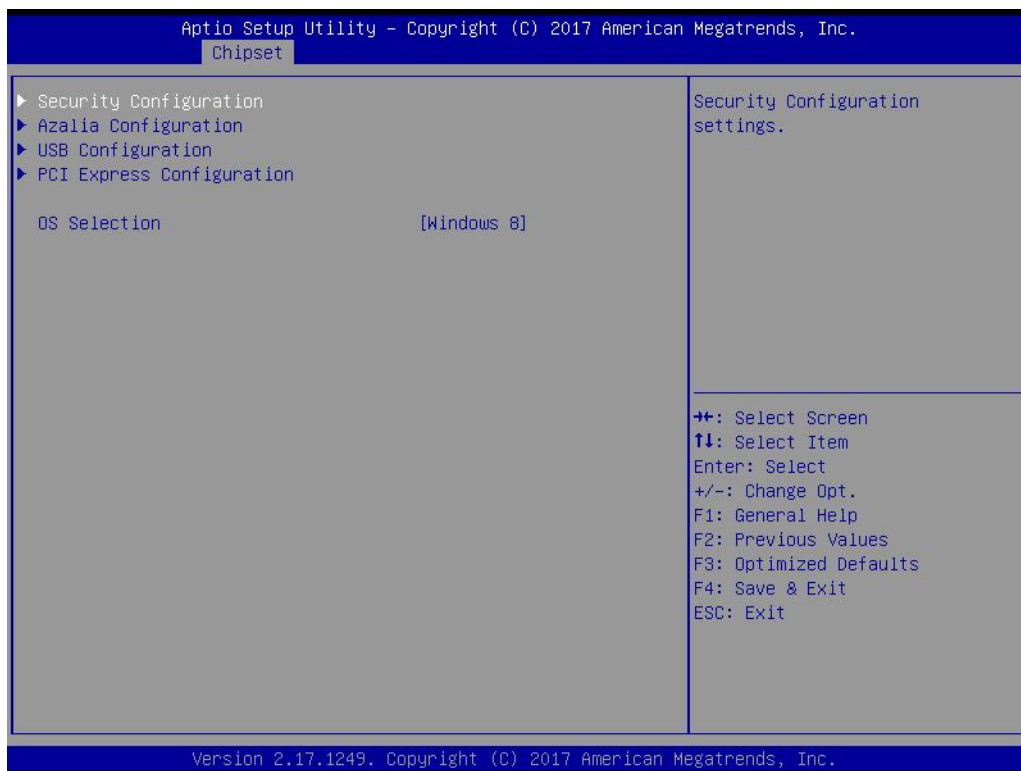 Aptio Setup Utility – Copyright (C) 2017 American Megatrends, Inc.
Chipset
▶ Security Configuration
▶ Azalia Configuration
▶ USB Configuration
▶ PCI Express Configuration
OS Selection [Windows 8]
Security Configuration
settings.
→←: Select Screen
↑↓: Select Item
Enter: Select
+/-: Change Opt.
F1: General Help
F2: Previous Values
F3: Optimized Defaults
F4: Save & Exit
ESC: Exit
Version 2.17.1249. Copyright (C) 2017 American Megatrends, Inc.